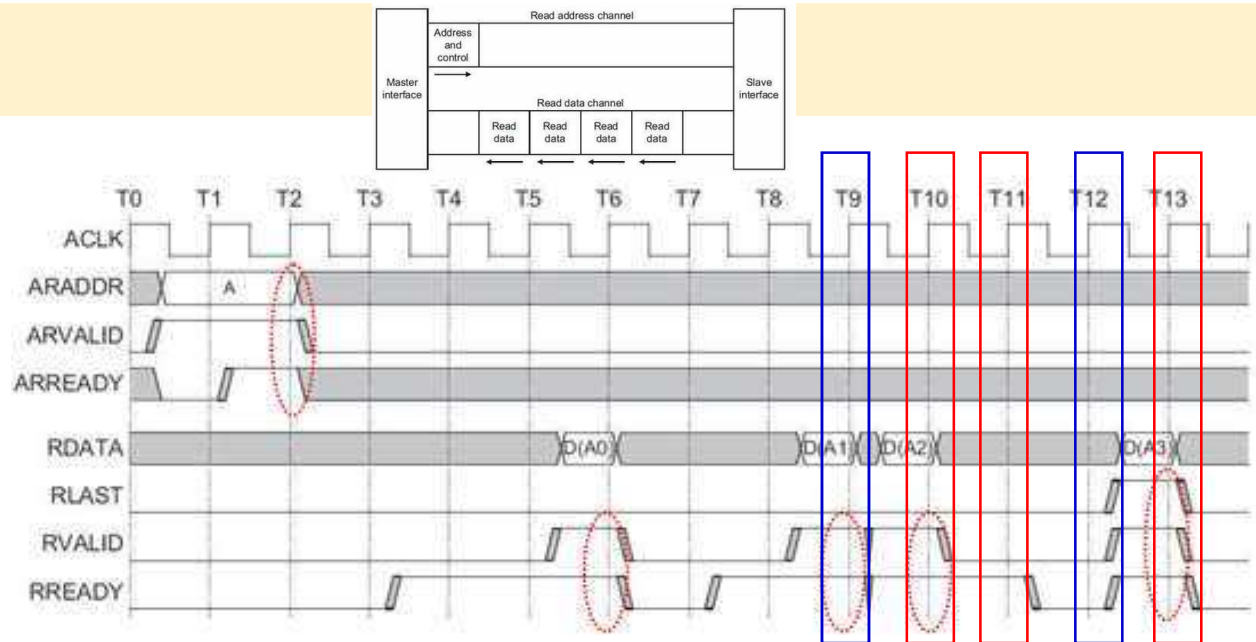 Read address channel
Address
and
control
Master
interface
Slave
interface
Read data channel
Read
data
Read
data
Read
data
Read
data
T0 T1 T2 T3 T4 T5 T6 T7 T8 T9 T10 T11 T12 T13
ACLK
ARADDR A
ARVALID
ARREADY
RDATA D(A0) D(A1) D(A2) D(A3)
RLAST
RVALID
RREADY